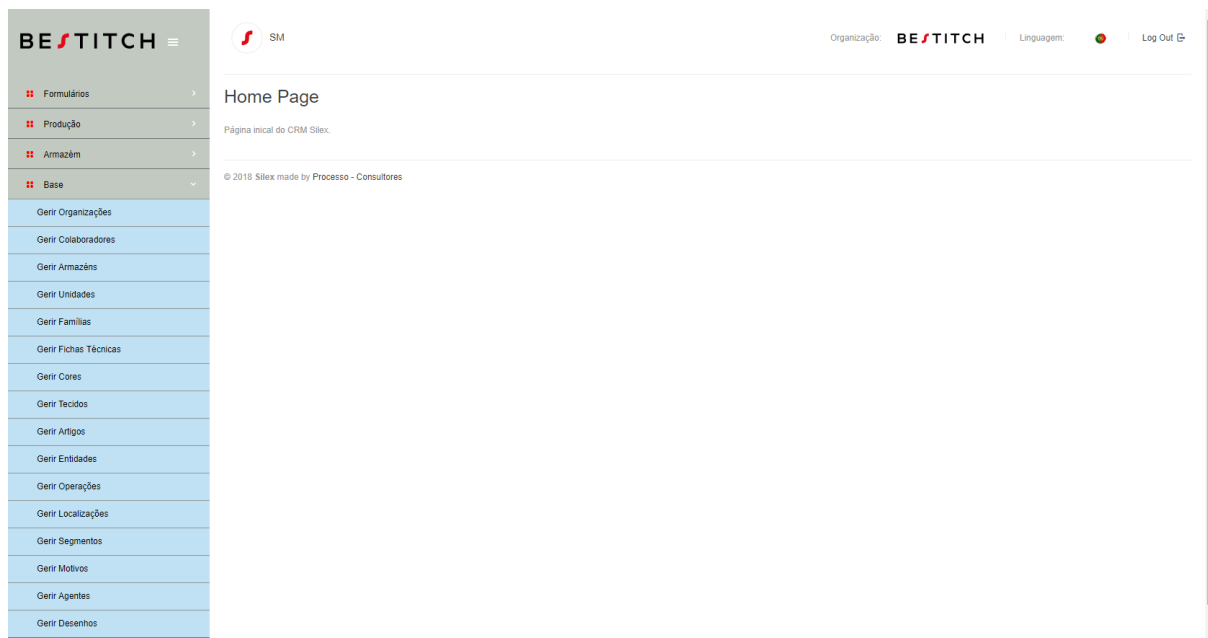 BESTITCH
SM
Organização: BESTITCH Linguagem: Log Out
Formulários
Produção
Armazém
Base
Gerir Organizações
Gerir Colaboradores
Gerir Armazéns
Gerir Unidades
Gerir Famílias
Gerir Fichas Técnicas
Gerir Cores
Gerir Tecidos
Gerir Artigos
Gerir Entidades
Gerir Operações
Gerir Localizações
Gerir Segmentos
Gerir Motivos
Gerir Agentes
Gerir Desenhos
Home Page
Página inical do CRM Silex.
© 2018 Silex made by Processo - Consultores